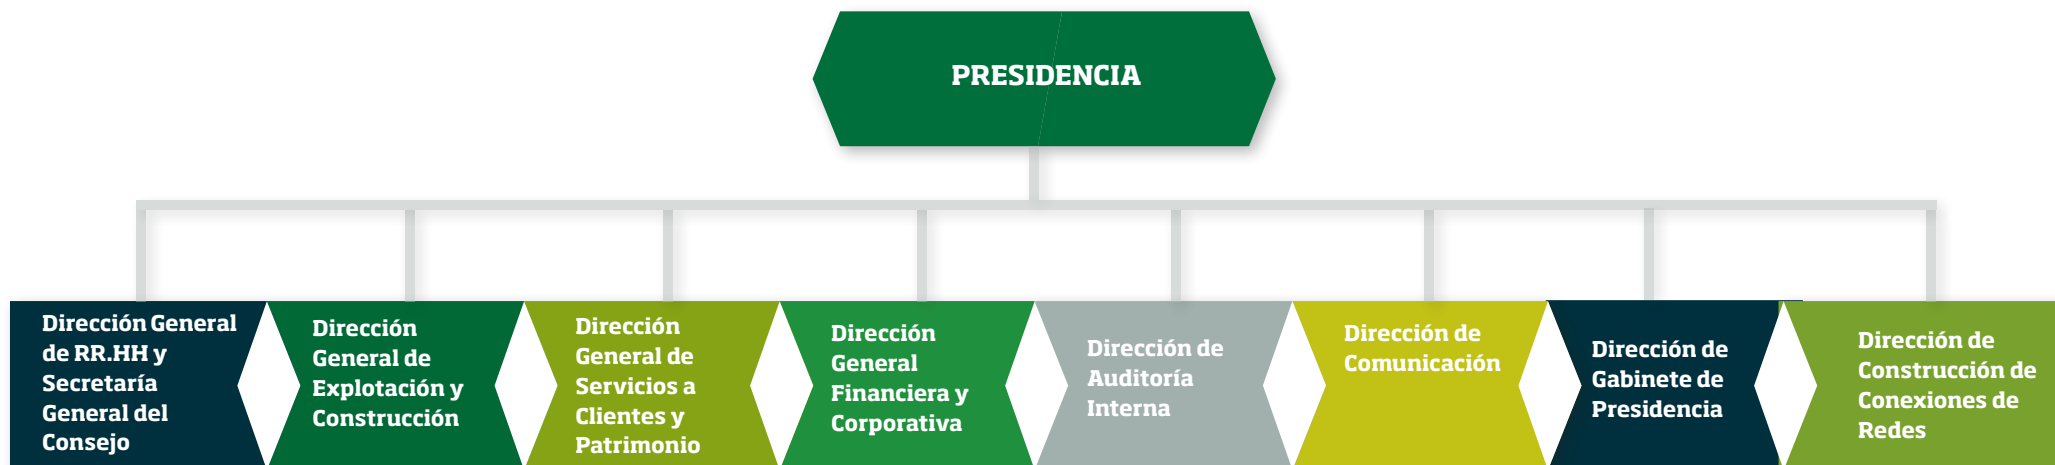 PRESIDENCIA
Dirección General
de RR.HH y
Secretaría
General del
Consejo
Dirección
General de
Explotación y
Construcción
Dirección
General de
Servicios a
Clientes y
Patrimonio
Dirección
General
Financiera y
Corporativa
Dirección de
Auditoría
Interna
Dirección de
Comunicación
Dirección de
Gabinete de
Presidencia
Dirección de
Construcción de
Conexiones de
Redes